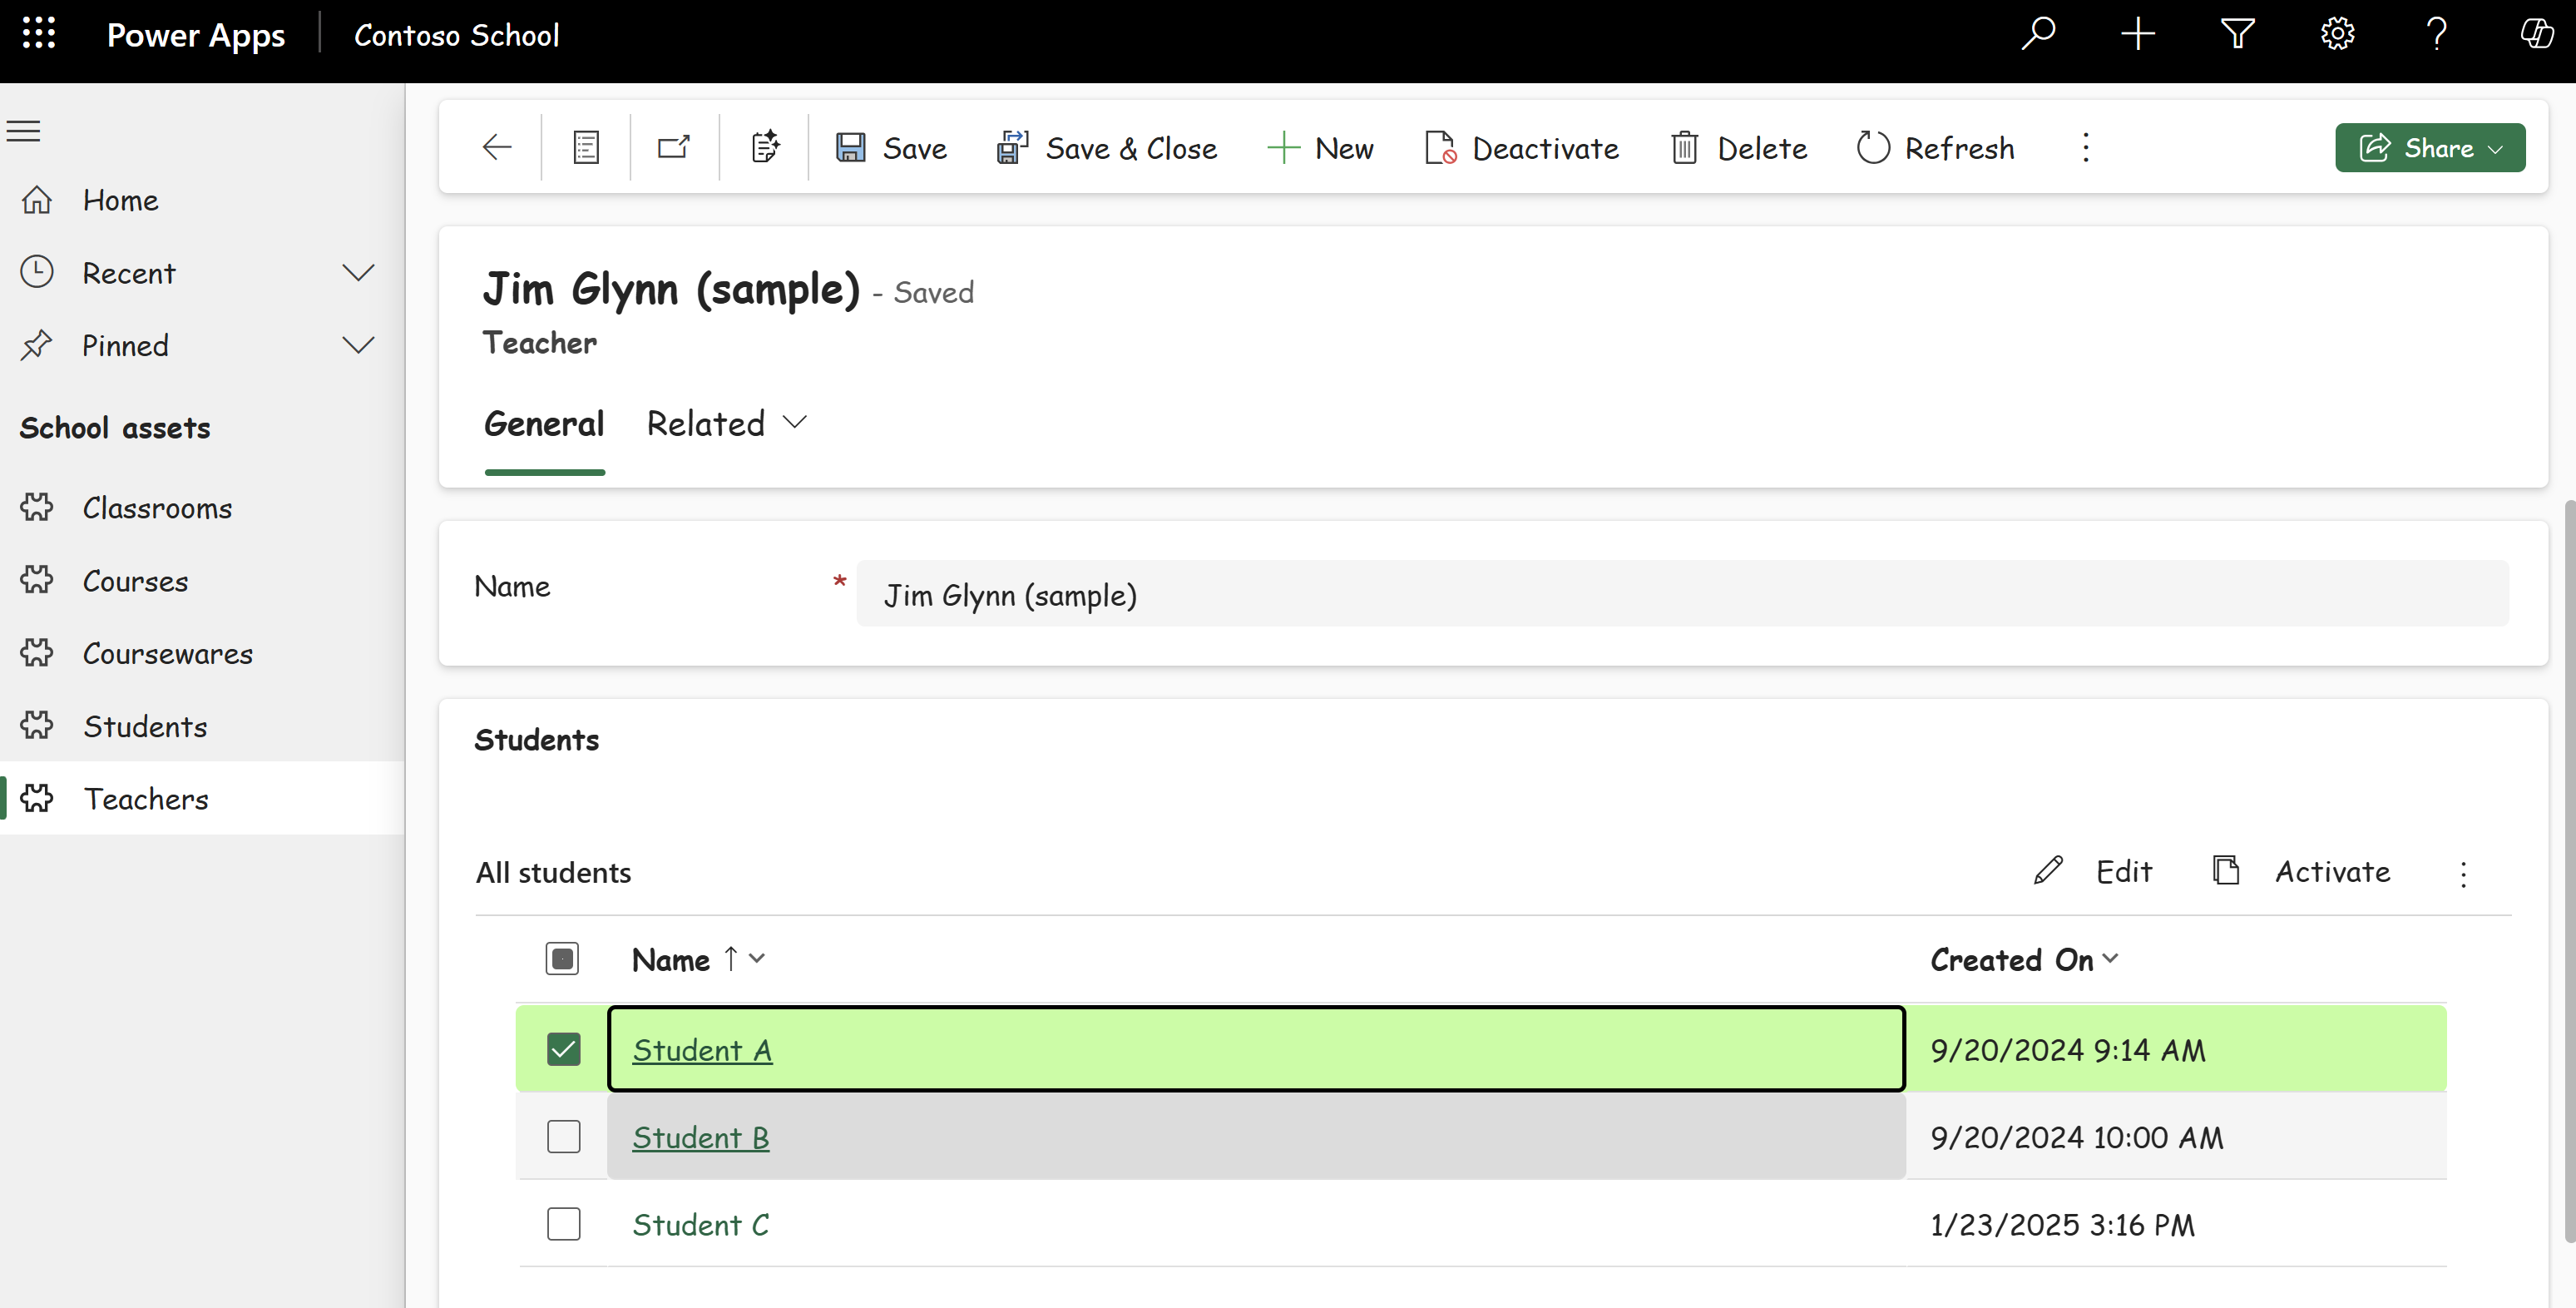 Power Apps
Contoso School
Home
Recent
Pinned
School assets
Classrooms
Courses
Coursewares
Students
Teachers
Save
Save & Close
New
Deactivate
Delete
Refresh
Share
Jim Glynn (sample) - Saved
Teacher
General
Related
Name *
Jim Glynn (sample)
Students
All students
Edit
Activate
Name ↑
Created On
Student A
9/20/2024 9:14 AM
Student B
9/20/2024 10:00 AM
Student C
1/23/2025 3:16 PM